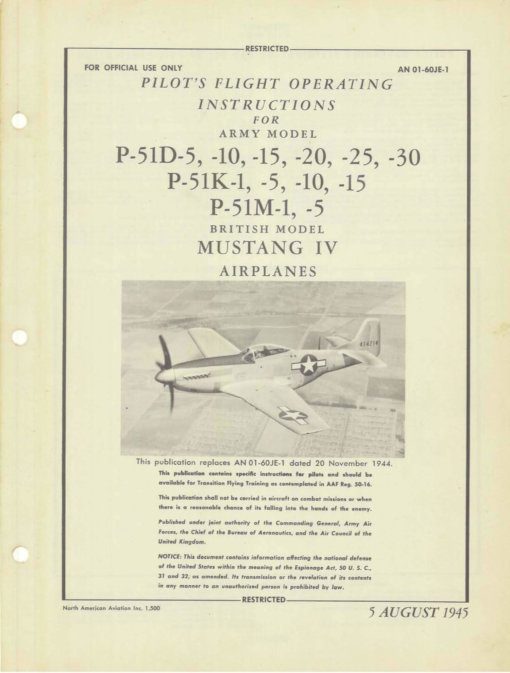 RESTRICTED
FOR OFFICIAL USE ONLY
AN 01-60JE-1
PILOT'S FLIGHT OPERATING
INSTRUCTIONS
FOR
ARMY MODEL
P-51D-5, -10, -15, -20, -25, -30
P-51K-1, -5, -10, -15
P-51M-1, -5
BRITISH MODEL
MUSTANG IV
AIRPLANES
This publication replaces AN 01-60JE-1 dated 20 November 1944.
This publication contains specific instructions for pilots and should be
available for Transition Flying Training as contemplated in AAF Reg. 50-16.
This publication shall not be carried in aircraft on combat missions or when
there is a reasonable chance of its falling into the hands of the enemy.
Published under joint authority of the Commanding General, Army Air
Forces, the Chief of the Bureau of Aeronautics, and the Air Council of the
United Kingdom.
NOTICE: This document contains information affecting the national defense
of the United States within the meaning of the Espionage Act, 50 U. S. C.,
31 and 32, as amended. Its transmission or the revelation of its contents
in any manner to an unauthorized person is prohibited by law.
RESTRICTED
North American Aviation Inc. 1,500
5 AUGUST 1945